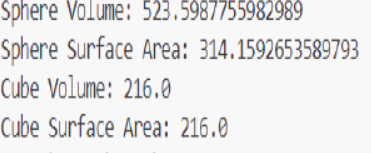 Sphere Volume: 523.5987755982989
Sphere Surface Area: 314.1592653589793
Cube Volume: 216.0
Cube Surface Area: 216.0